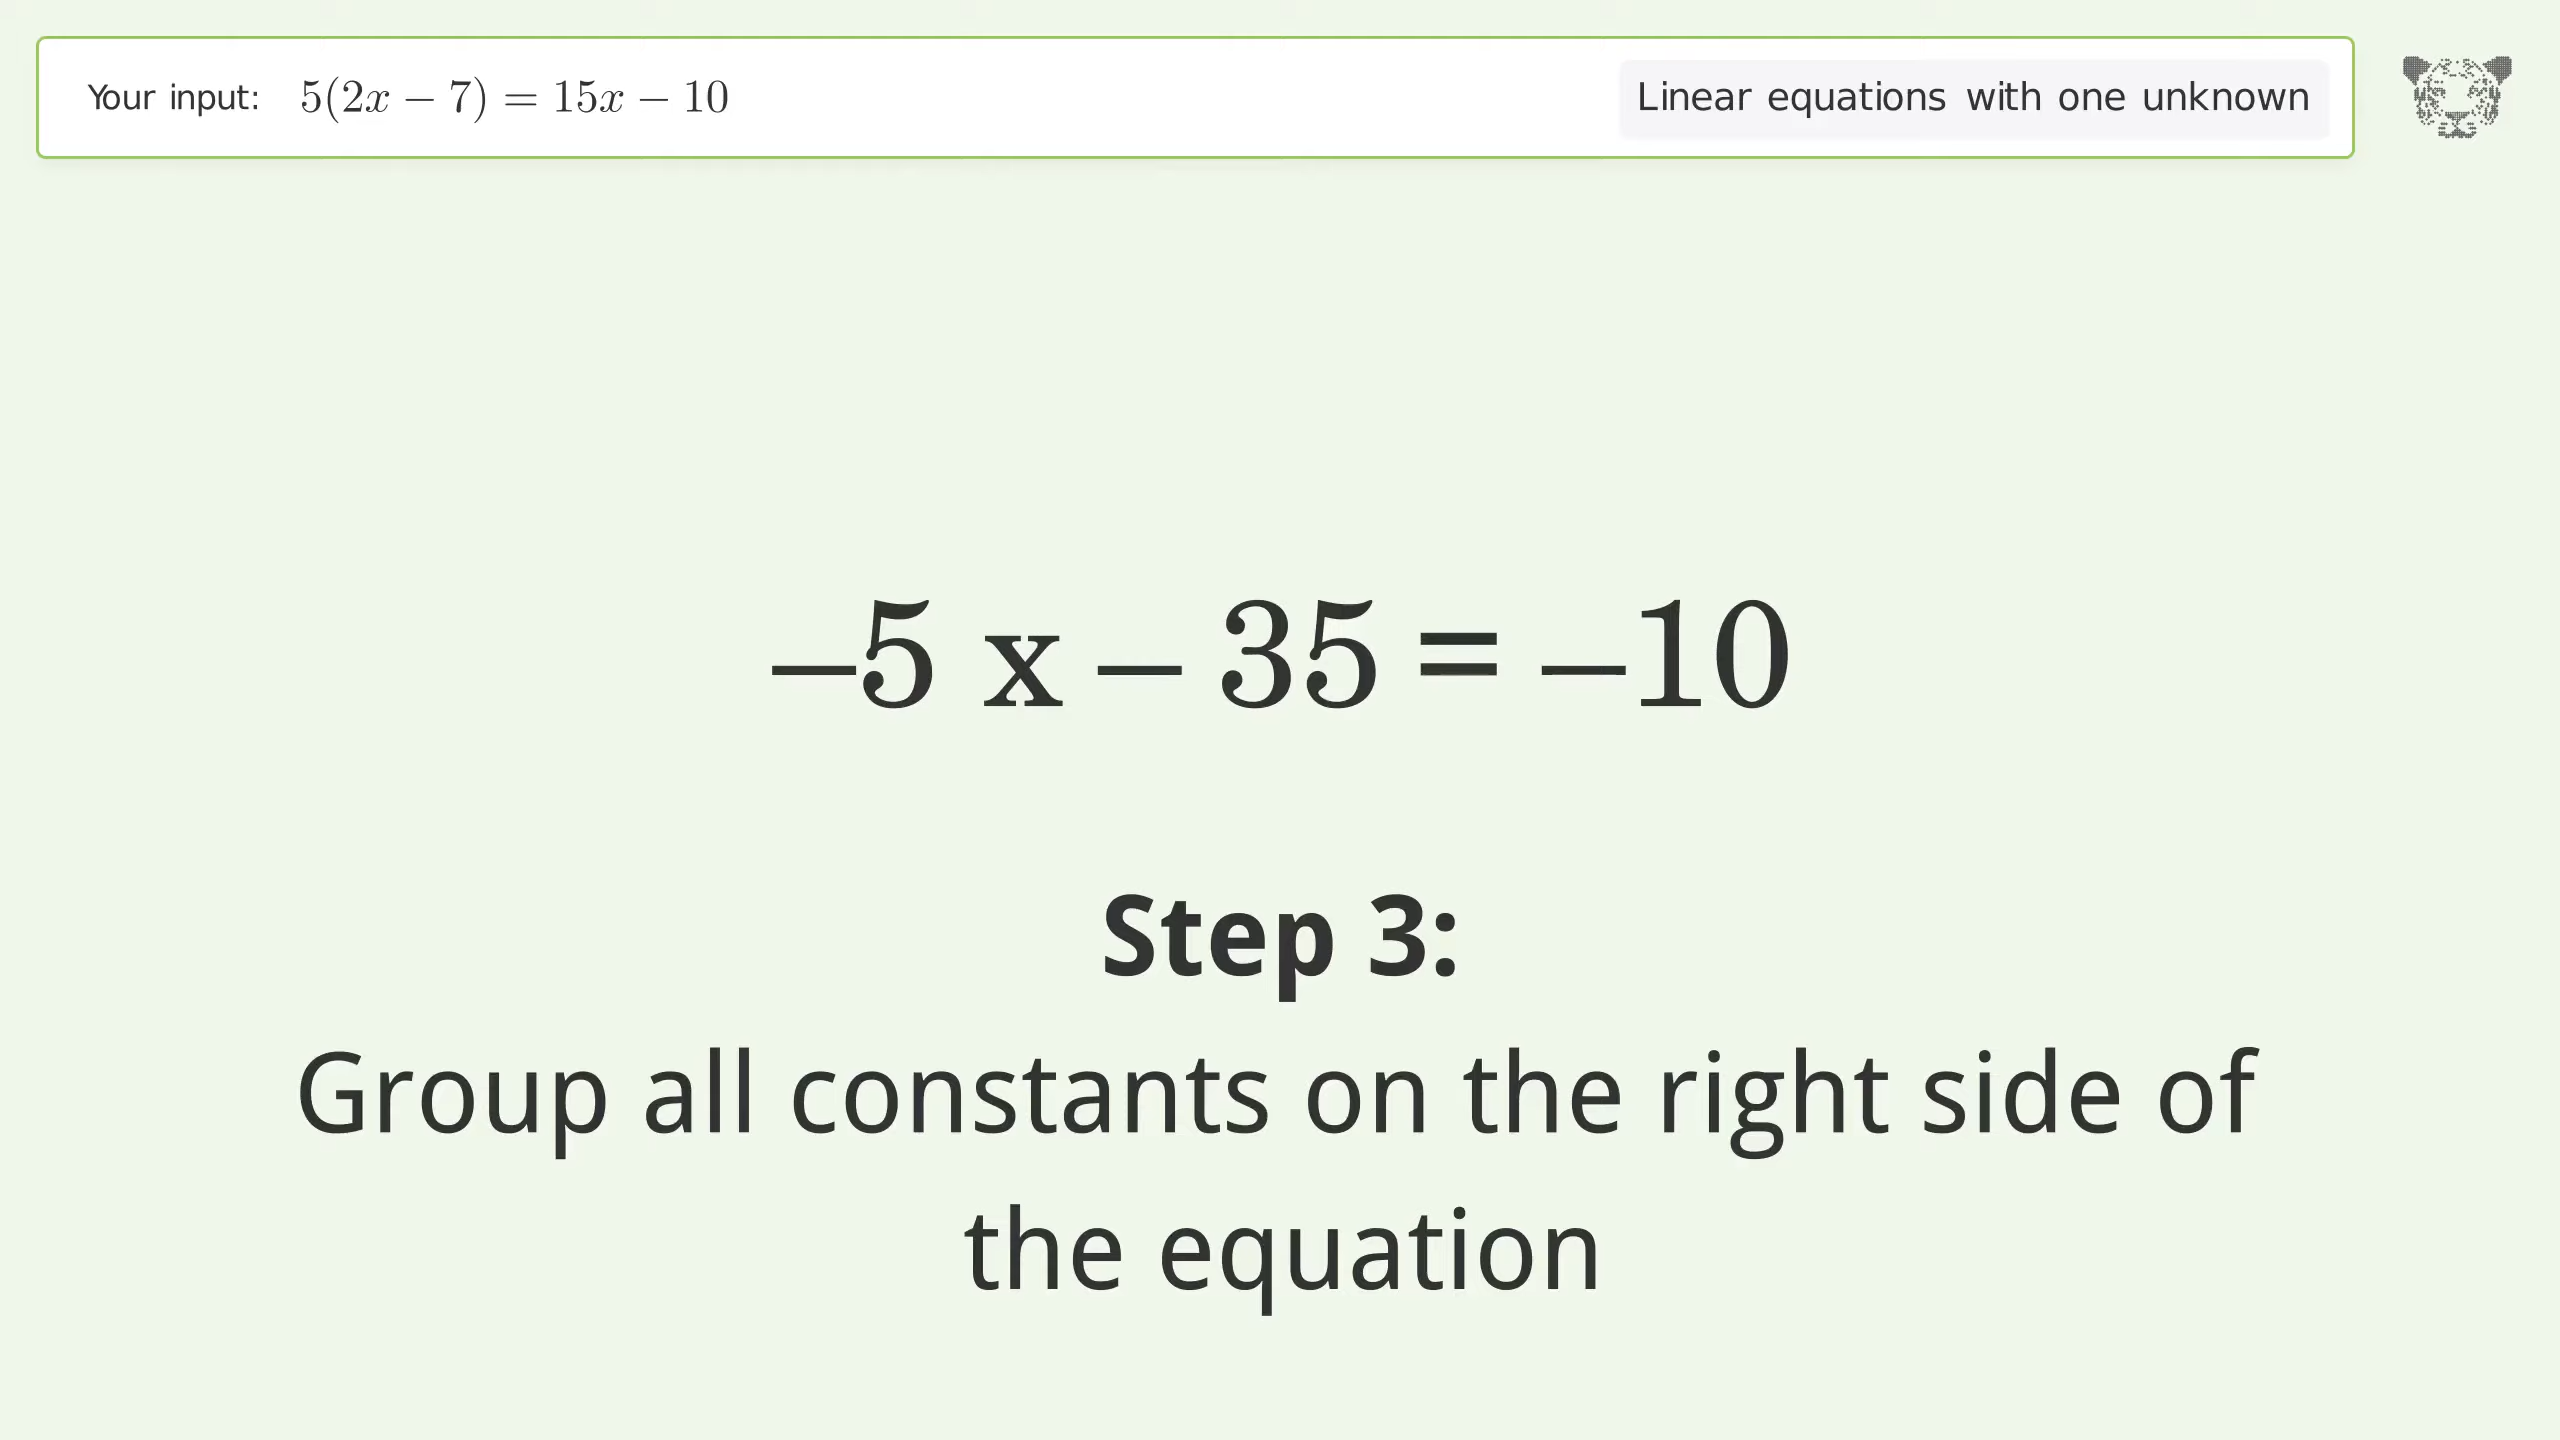 Your input: 5(2x − 7) = 15x − 10
Linear equations with one unknown
−5 x − 35 = −10
Step 3:
Group all constants on the right side of
the equation